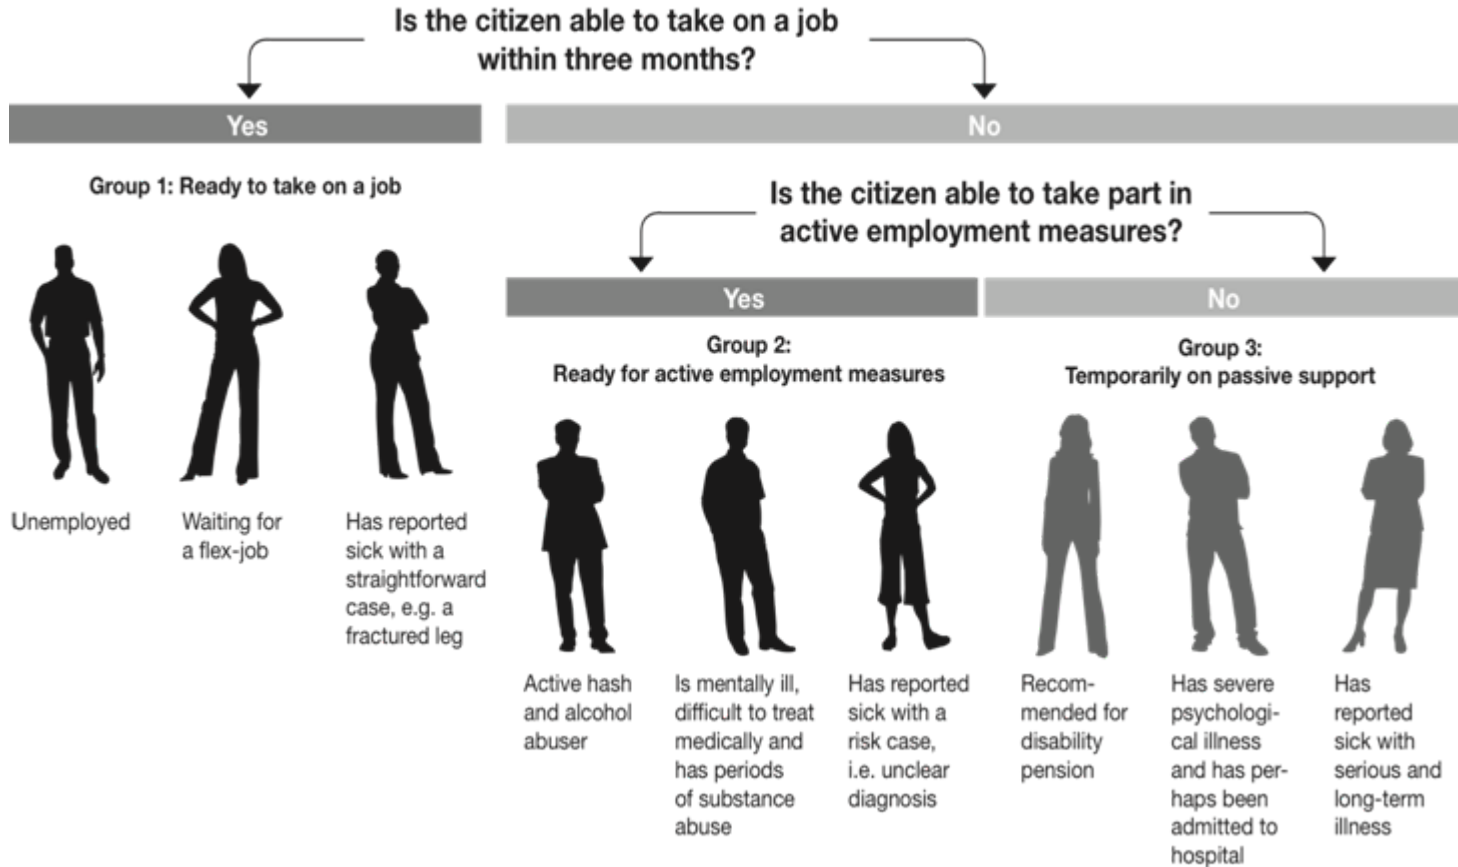 Is the citizen able to take on a job
within three months?
Yes
No
Group 1: Ready to take on a job
Is the citizen able to take part in
active employment measures?
Yes
No
Group 2:
Ready for active employment measures
Group 3:
Temporarily on passive support
Unemployed
Waiting for
a flex-job
Has reported
sick with a
straightforward
case, e.g. a
fractured leg
Active hash
and alcohol
abuser
Is mentally ill,
difficult to treat
medically and
has periods
of substance
abuse
Has reported
sick with a
risk case,
i.e. unclear
diagnosis
Recom-
mended for
disability
pension
Has severe
psychologi-
cal illness
and has per-
haps been
admitted to
hospital
Has
reported
sick with
serious and
long-term
illness